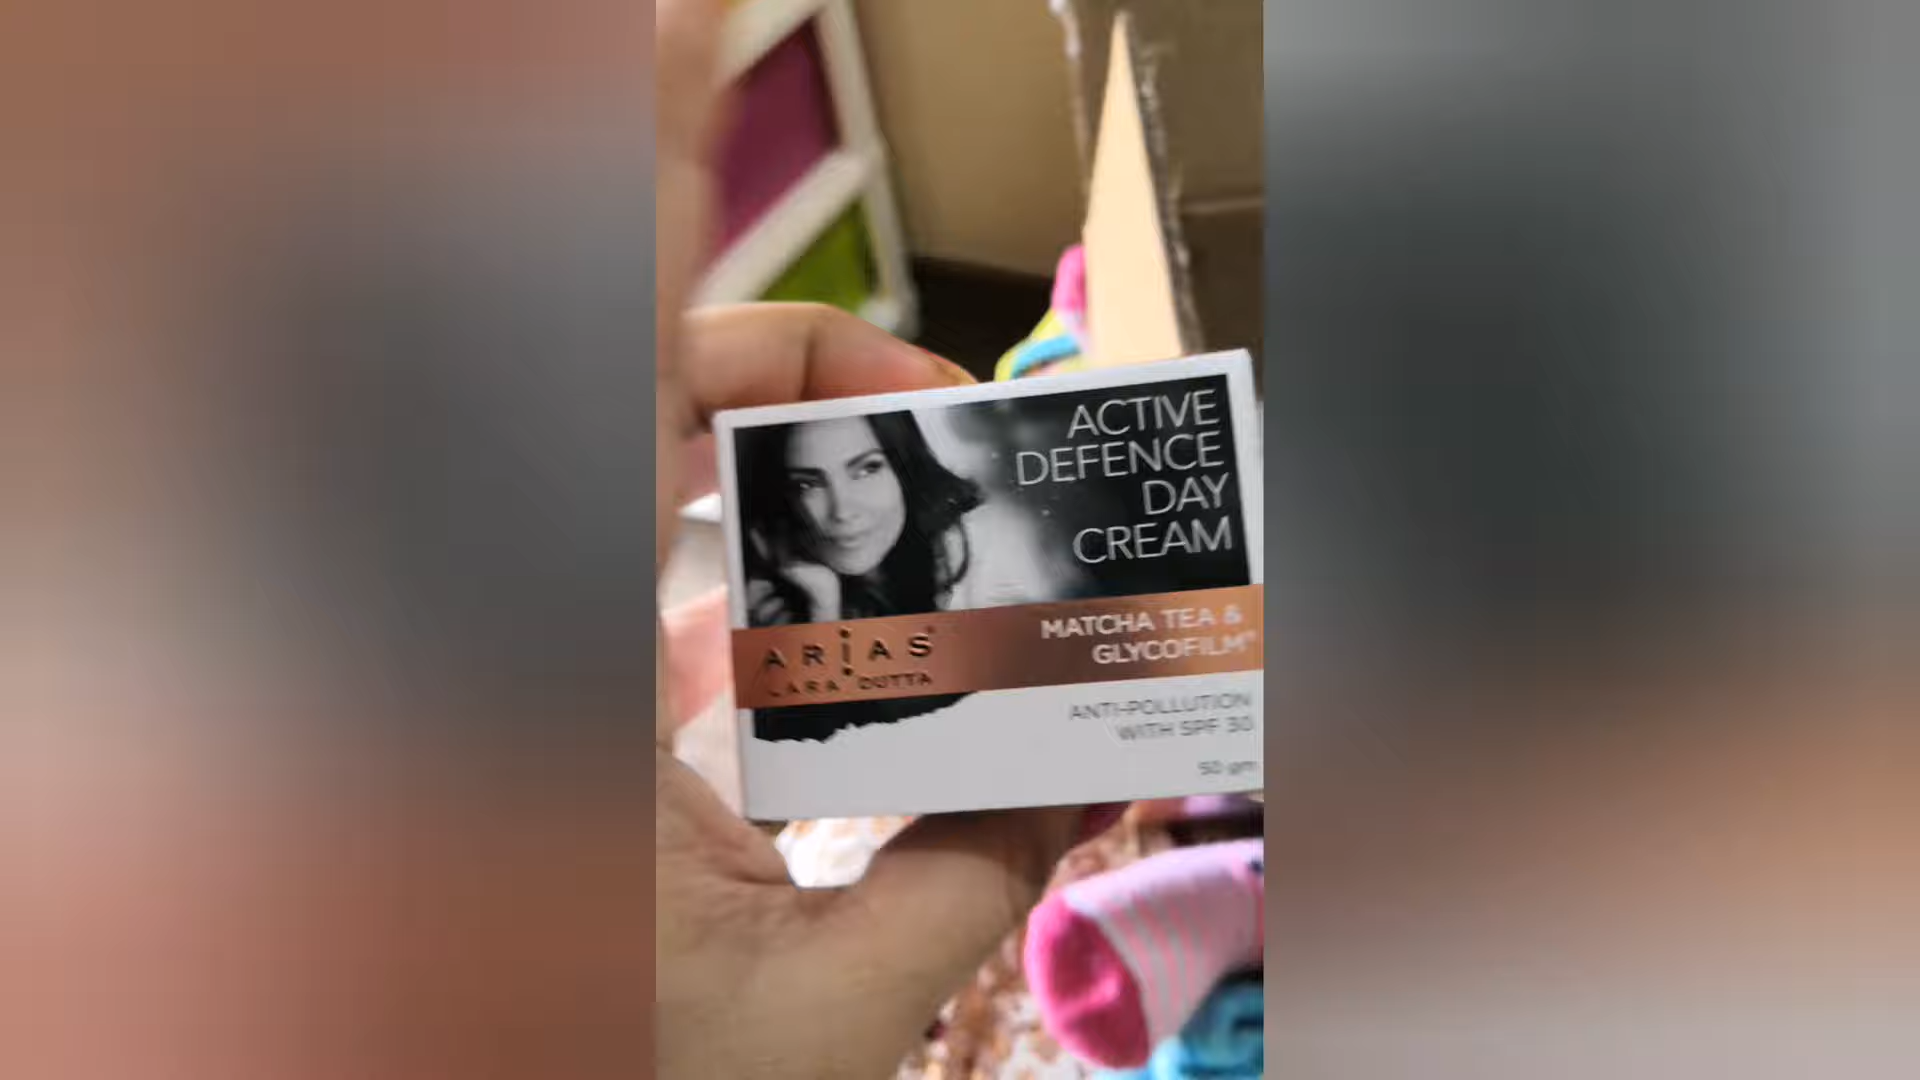 ACTIVE
DEFENCE
DAY
CREAM
MATCHA TEA &
GLYCOFILM
ARiAS
LARA DUTTA
ANTI-POLLUTION
WITH SPF 30
50 gm